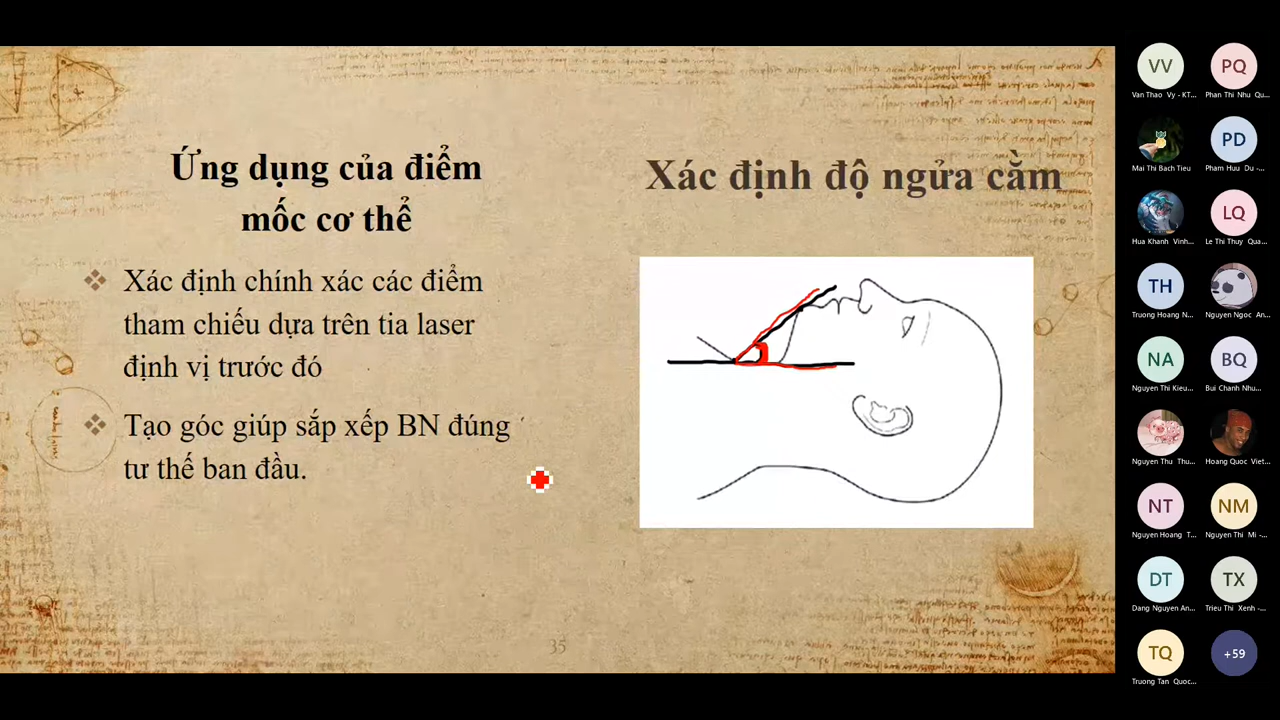 Ứng dụng của điểm
mốc cơ thể
Xác định chính xác các điểm
tham chiếu dựa trên tia laser
định vị trước đó
Tạo góc giúp sắp xếp BN đúng
tư thế ban đầu.
Xác định độ ngửa cằm
35
VV
Van Thao Vy - KT...
PQ
Phan Thi Nhu Qu...
Mai Thi Bach Tieu
PD
Pham Huu Du -...
Hua Khanh Vinh...
LQ
Le Thi Thuy Qua...
TH
Truong Hoang N...
Nguyen Ngoc An...
NA
Nguyen Thi Kieu...
BQ
Bui Chanh Nhu...
Nguyen Thu Thu...
Hoang Quoc Viet...
NT
Nguyen Hoang T...
NM
Nguyen Thi Mi -...
DT
Dang Nguyen An...
TX
Trieu Thi Xenh -...
TQ
Truong Tan Quoc...
+59